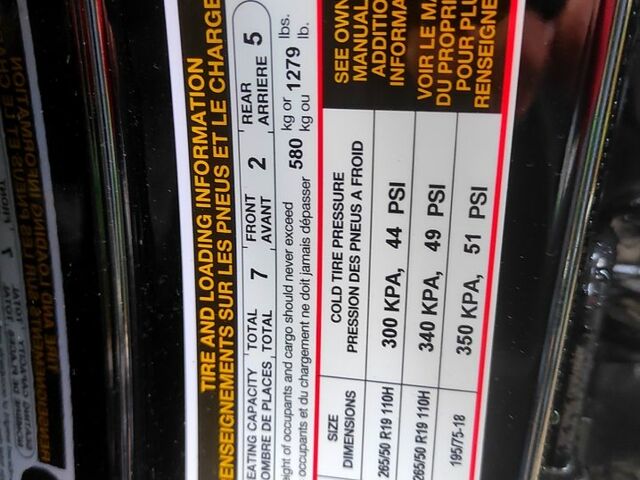 TIRE AND LOADING INFORMATION
ENSEIGNEMENTS SUR LES PNEUS ET LE CHARGE
EATING CAPACITY TOTAL 7 FRONT 2 REAR 5
OMBRE DE PLACES TOTAL AVANT ARRIERE
eight of occupants and cargo should never exceed 580 kg or 1279 lbs.
occupants et du chargement ne doit jamais dépasser kg ou lb.
SIZE COLD TIRE PRESSURE
DIMENSIONS PRESSION DES PNEUS A FROID
265/50 R19 110H 300 KPA, 44 PSI
265/50 R19 110H 340 KPA, 49 PSI
195/75-18 350 KPA, 51 PSI
SEE OWN
MANUAL
ADDITIO
INFORMA
VOIR LE MA
DU PROPRI
POUR PLU
RENSEIGNE